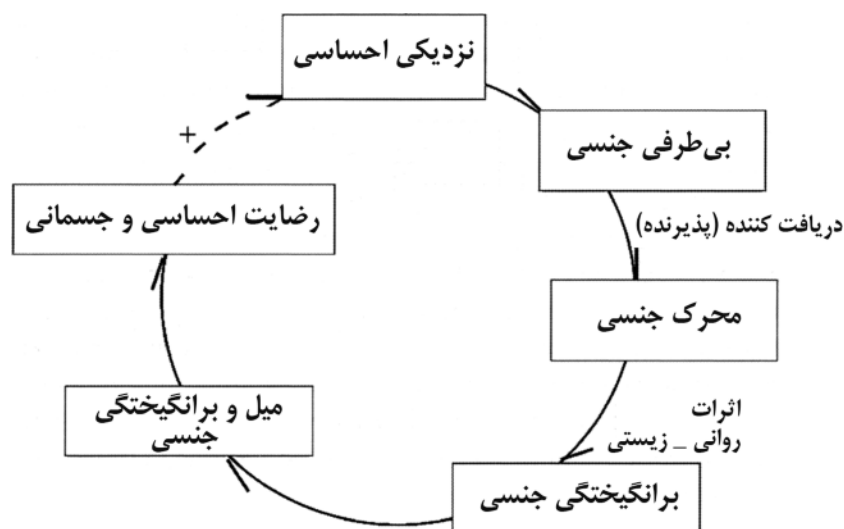 نزدیکی احساسی
بی‌طرفی جنسی
دریافت کننده (پذیرنده)
محرک جنسی
اثرات
روانی _ زیستی
برانگیختگی جنسی
میل و برانگیختگی
جنسی
رضایت احساسی و جسمانی
+